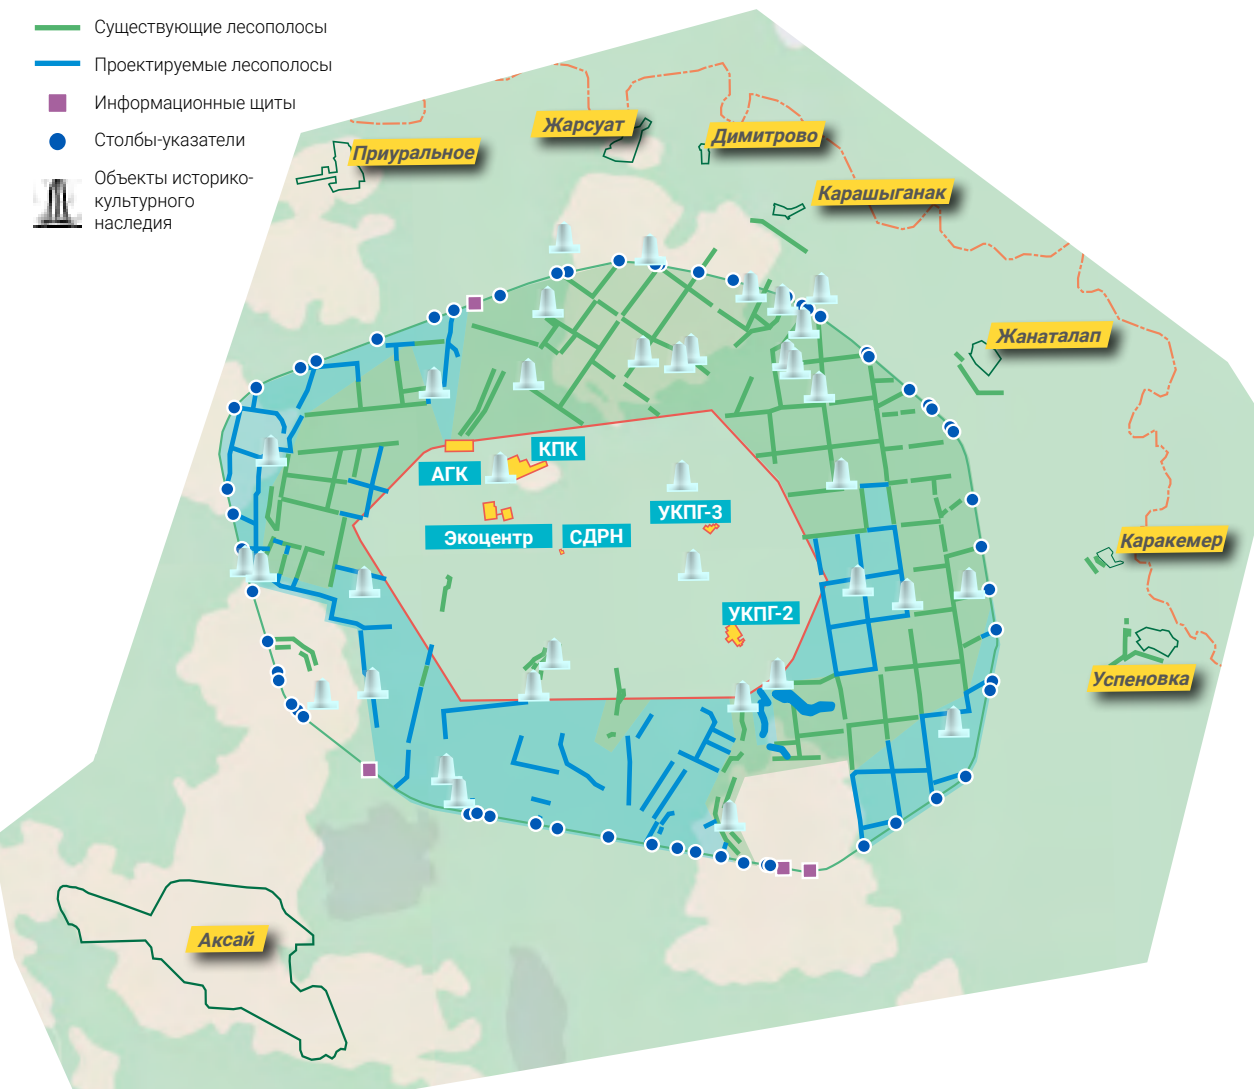 Существующие лесополосы
Проектируемые лесополосы
Информационные щиты
Столбы-указатели
Объекты историко-
культурного
наследия
Жарсуат
Димитрово
Приуральное
Карашыганак
Жанаталап
КПК
АГК
УКПГ-3
Экоцентр
СДРН
Каракемер
УКПГ-2
Успеновка
Аксай